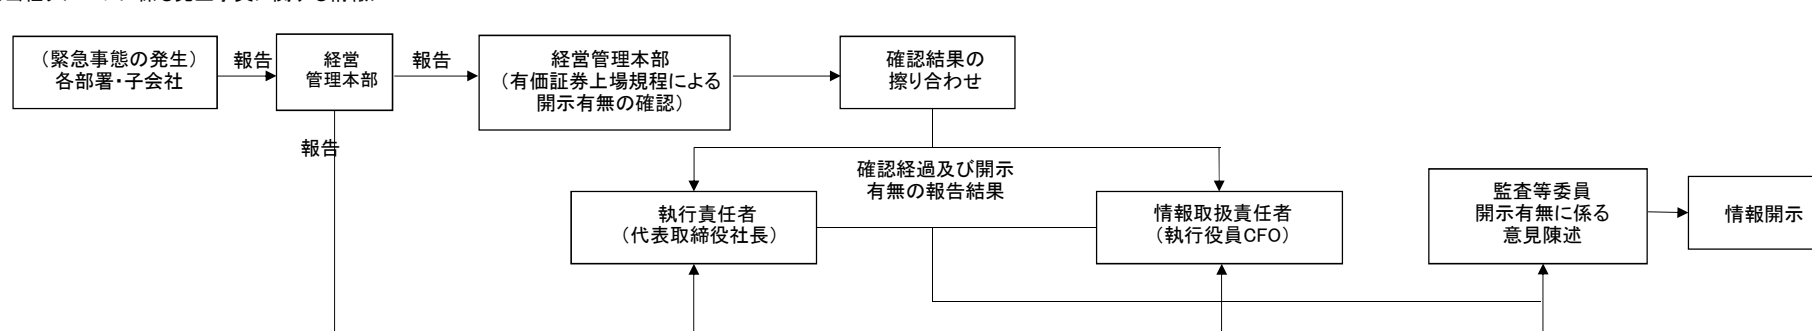 (緊急事態の発生)
各部署・子会社
報告
経営
管理本部
報告
経営管理本部
(有価証券上場規程による
開示有無の確認)
確認結果の
擦り合わせ
報告
確認経過及び開示
有無の報告結果
執行責任者
(代表取締役社長)
情報取扱責任者
(執行役員CFO)
監査等委員
開示有無に係る
意見陳述
情報開示